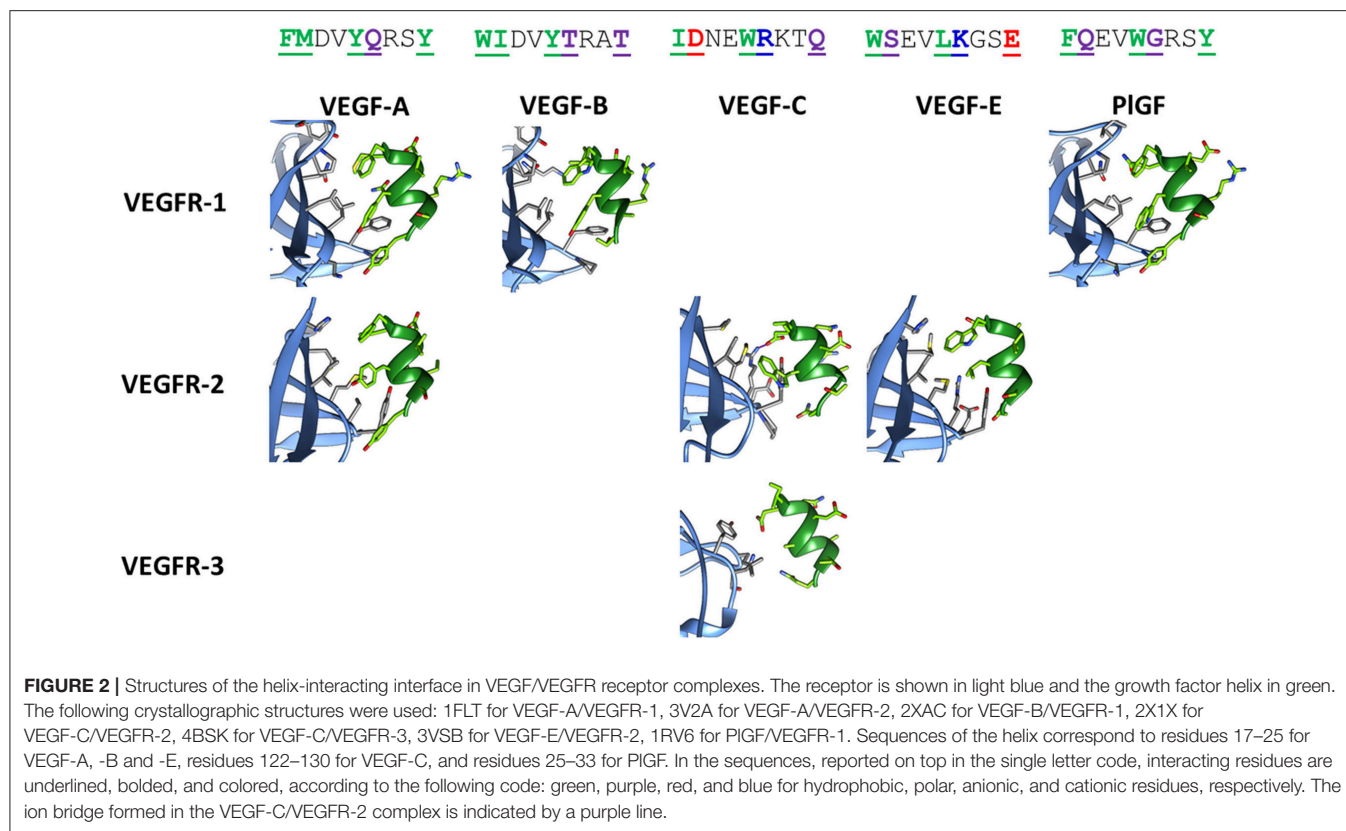 FMDVYQRSY WIDVYTRAT IDNEWRKTQ WSEVLKGSE FQEVWGRSY
VEGF-A VEGF-B VEGF-C VEGF-E PlGF
VEGFR-1
VEGFR-2
VEGFR-3
FIGURE 2 | Structures of the helix-interacting interface in VEGF/VEGFR receptor complexes. The receptor is shown in light blue and the growth factor helix in green.
The following crystallographic structures were used: 1FLT for VEGF-A/VEGFR-1, 3V2A for VEGF-A/VEGFR-2, 2XAC for VEGF-B/VEGFR-1, 2X1X for
VEGF-C/VEGFR-2, 4BSK for VEGF-C/VEGFR-3, 3VSB for VEGF-E/VEGFR-2, 1RV6 for PlGF/VEGFR-1. Sequences of the helix correspond to residues 17–25 for
VEGF-A, -B and -E, residues 122–130 for VEGF-C, and residues 25–33 for PlGF. In the sequences, reported on top in the single letter code, interacting residues are
underlined, bolded, and colored, according to the following code: green, purple, red, and blue for hydrophobic, polar, anionic, and cationic residues, respectively. The
ion bridge formed in the VEGF-C/VEGFR-2 complex is indicated by a purple line.